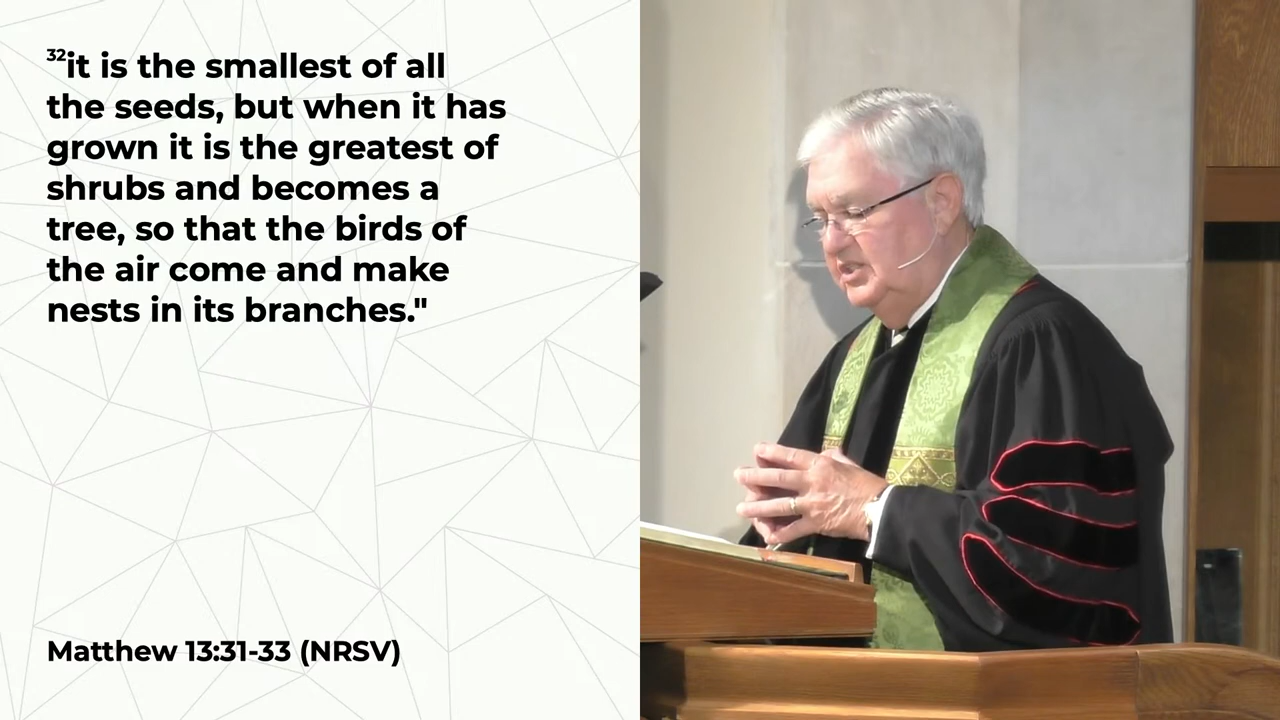 32it is the smallest of all
the seeds, but when it has
grown it is the greatest of
shrubs and becomes a
tree, so that the birds of
the air come and make
nests in its branches."
Matthew 13:31-33 (NRSV)